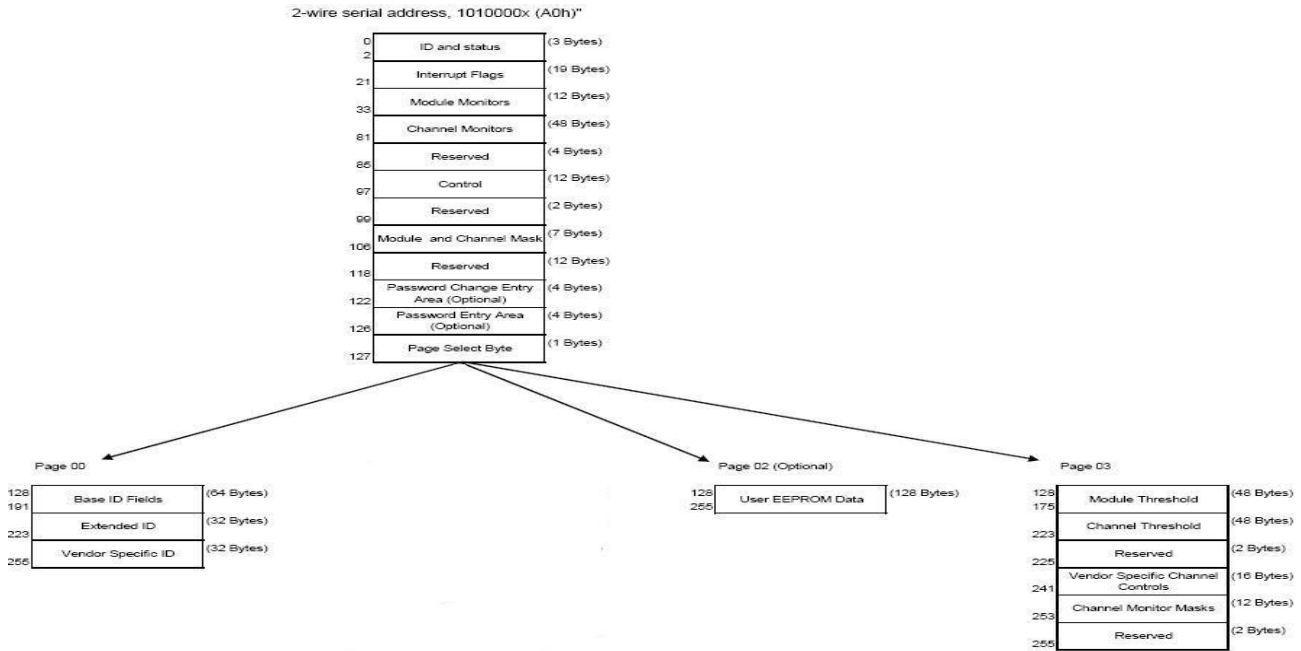 2-wire serial address, 1010000x (A0h)"
0
2
ID and status
(3 Bytes)
21
Interrupt Flags
(19 Bytes)
33
Module Monitors
(12 Bytes)
81
Channel Monitors
(48 Bytes)
85
Reserved
(4 Bytes)
97
Control
(12 Bytes)
99
Reserved
(2 Bytes)
106
Module and Channel Mask
(7 Bytes)
118
Reserved
(12 Bytes)
122
Password Change Entry
Area (Optional)
(4 Bytes)
126
Password Entry Area
(Optional)
(4 Bytes)
127
Page Select Byte
(1 Bytes)
Page 00
128
191
Base ID Fields
(64 Bytes)
223
Extended ID
(32 Bytes)
255
Vendor Specific ID
(32 Bytes)
Page 02 (Optional)
128
255
User EEPROM Data
(128 Bytes)
Page 03
128
175
Module Threshold
(48 Bytes)
223
Channel Threshold
(48 Bytes)
225
Reserved
(2 Bytes)
241
Vendor Specific Channel
Controls
(16 Bytes)
253
Channel Monitor Masks
(12 Bytes)
255
Reserved
(2 Bytes)